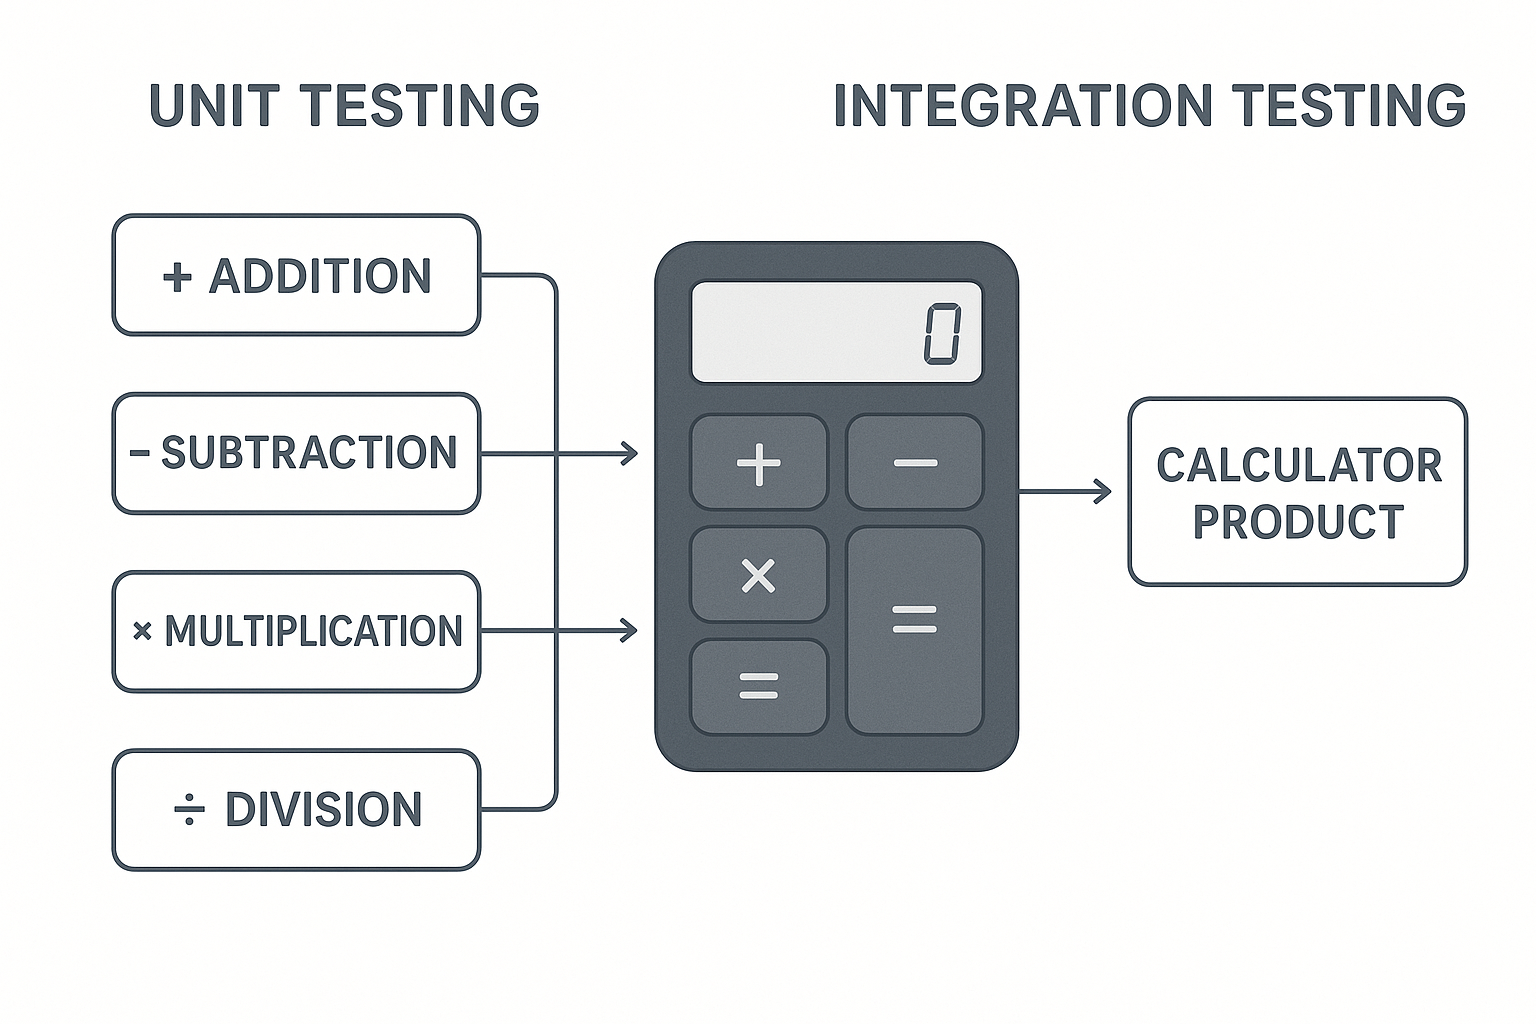 UNIT TESTING
INTEGRATION TESTING
+ ADDITION
- SUBTRACTION
× MULTIPLICATION
÷ DIVISION
0
+ −
×
=
=
CALCULATOR
PRODUCT